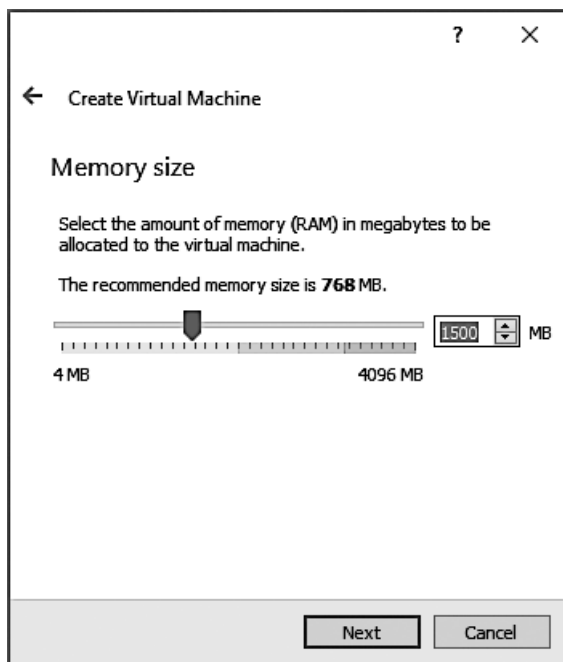 ?
Create Virtual Machine
Memory size
Select the amount of memory (RAM) in megabytes to be
allocated to the virtual machine.
The recommended memory size is 768 MB.
1500 MB
4 MB 4096 MB
Next Cancel